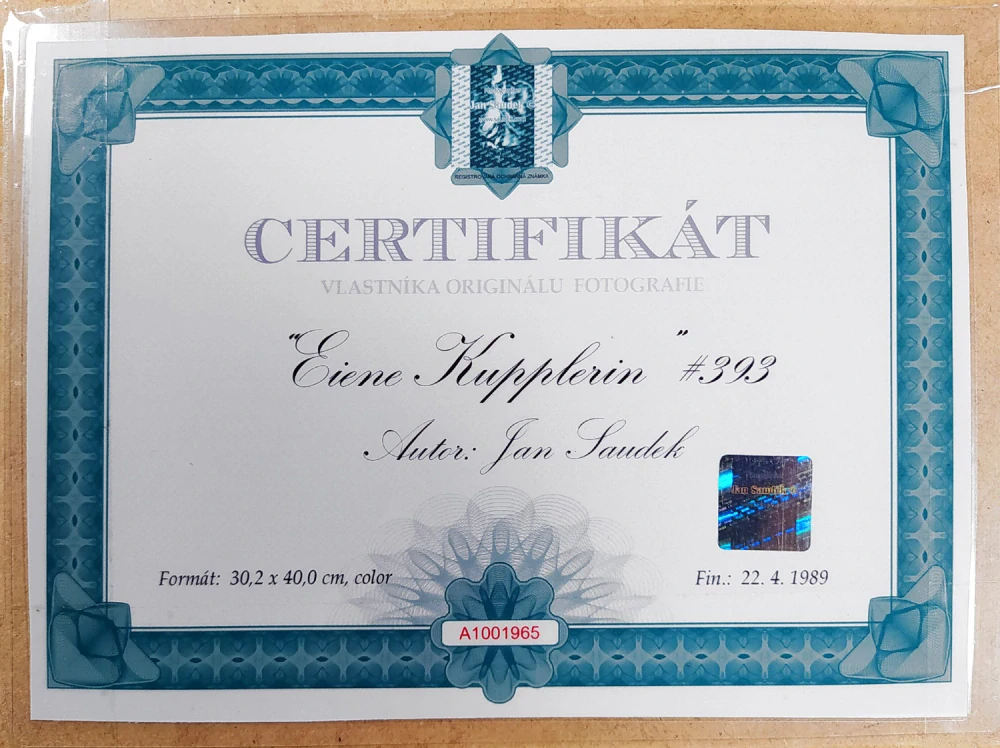 Jan Saudek ©
REGISTROVANÁ OCHRANNÁ ZNÁMKA
CERTIFIKÁT
VLASTNÍKA ORIGINÁLU FOTOGRAFIE
"Eiene Kupplerin" #393
Autor: Jan Saudek
Jan Saudek ©
Formát: 30,2 x 40,0 cm, color
Fin.: 22. 4. 1989
A1001965